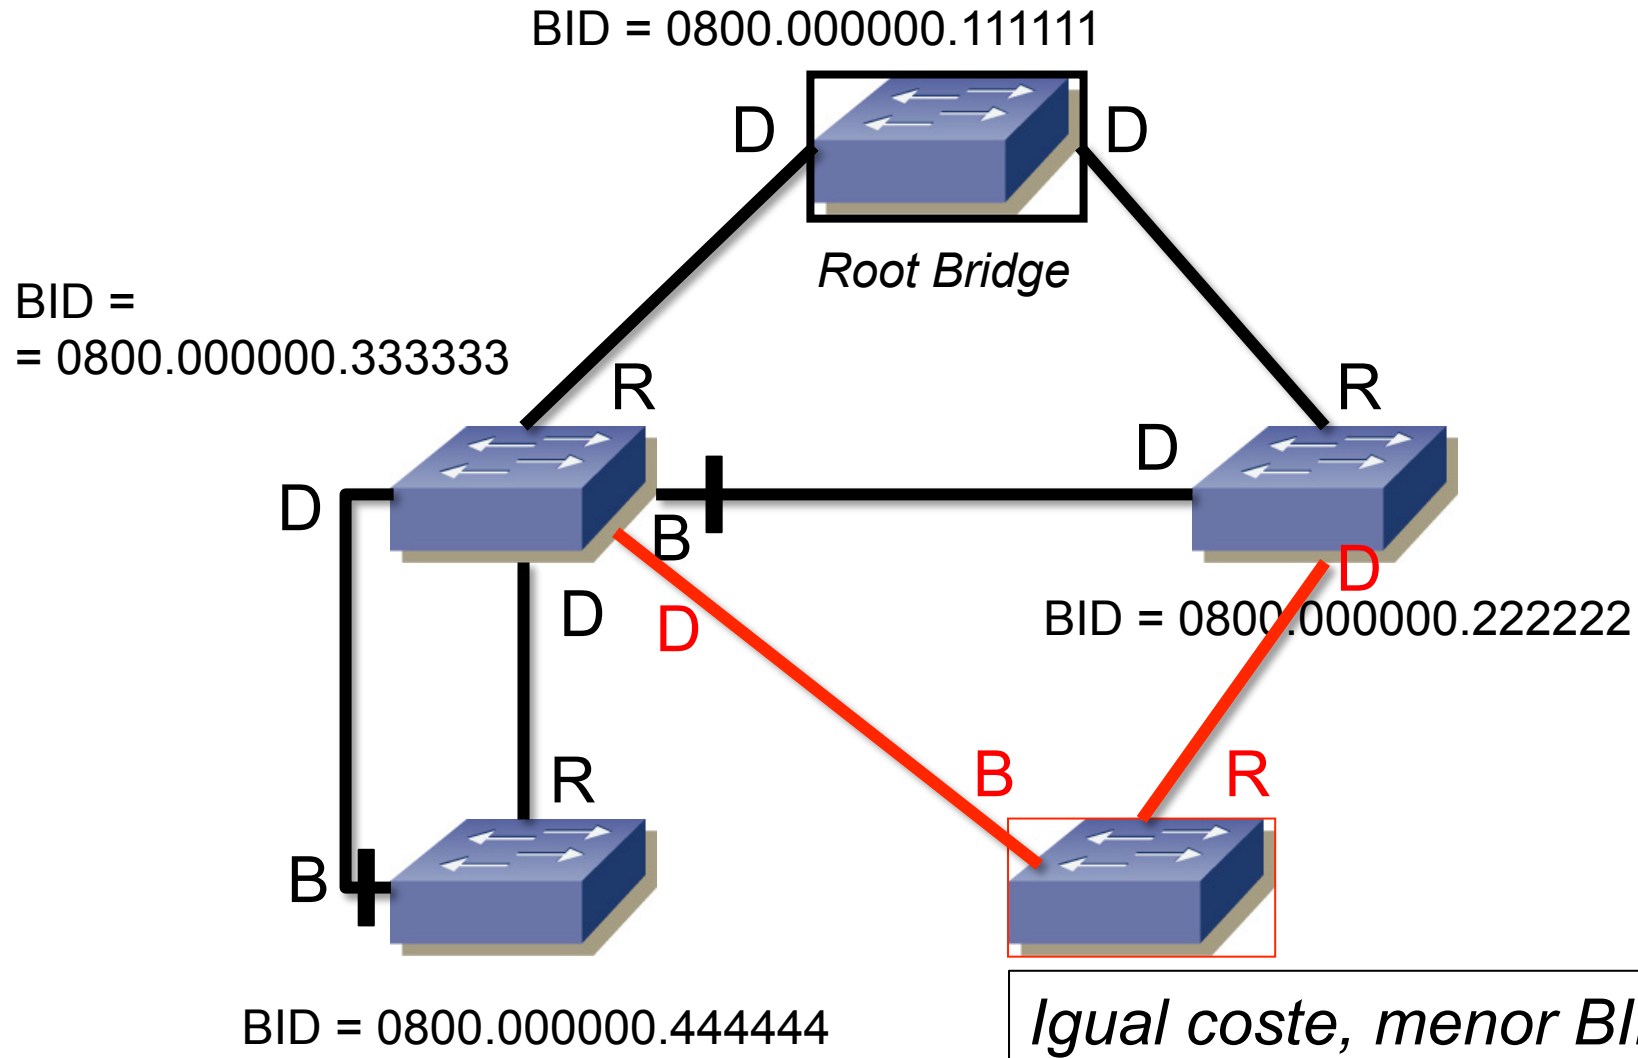 BID = 0800.000000.111111
D
D
Root Bridge
BID =
= 0800.000000.333333
R
R
D
D
B
D
D
D
BID = 0800.000000.222222
R
B
R
B
BID = 0800.000000.444444
Igual coste, menor